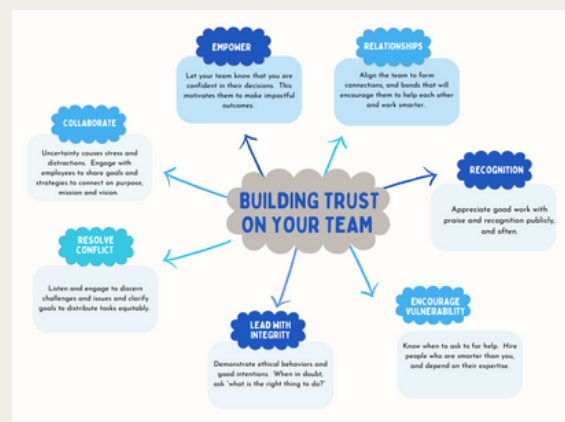 EMPOWER
Let your team know that you are
confident in their decisions. This
motivates them to make impactful
outcomes.
RELATIONSHIPS
Align the team to form
connections, and bonds that will
encourage them to help each other
and work smarter.
COLLABORATE
Uncertainty causes stress and
distractions. Engage with
employees to share goals and
strategies to connect on purpose,
mission and vision.
BUILDING TRUST
ON YOUR TEAM
RECOGNITION
Appreciate good work with
praise and recognition publicly,
and often.
RESOLVE
CONFLICT
Listen and engage to discern
challenges and issues and clarify
goals to distribute tasks equitably.
LEAD WITH
INTEGRITY
Demonstrate ethical behaviors and
good intentions. When in doubt,
ask "what is the right thing to do?"
ENCOURAGE
VULNERABILITY
Know when to ask to for help. Hire
people who are smarter than you,
and depend on their expertise.